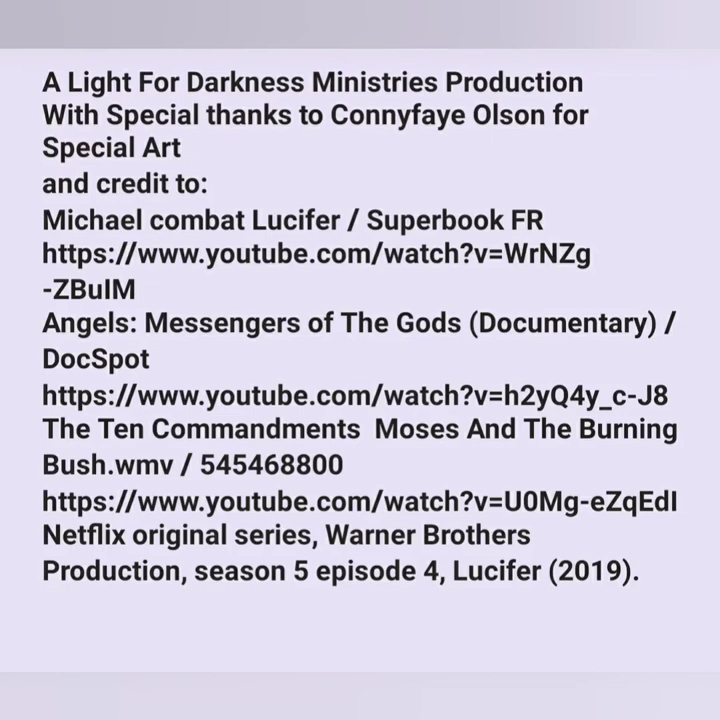 A Light For Darkness Ministries Production
With Special thanks to Connyfaye Olson for
Special Art
and credit to:
Michael combat Lucifer / Superbook FR
https://www.youtube.com/watch?v=WrNZg
-ZBuIM
Angels: Messengers of The Gods (Documentary) /
DocSpot
https://www.youtube.com/watch?v=h2yQ4y_c-J8
The Ten Commandments  Moses And The Burning
Bush.wmv / 545468800
https://www.youtube.com/watch?v=U0Mg-eZqEdI
Netflix original series, Warner Brothers
Production, season 5 episode 4, Lucifer (2019).